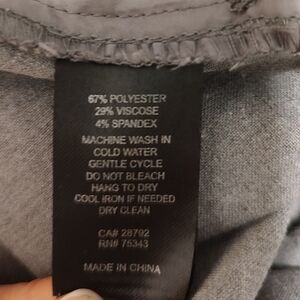 67% POLYESTER
29% VISCOSE
4% SPANDEX
MACHINE WASH IN
COLD WATER
GENTLE CYCLE
DO NOT BLEACH
HANG TO DRY
COOL IRON IF NEEDED
DRY CLEAN
CA# 28792
RN# 75343
MADE IN CHINA